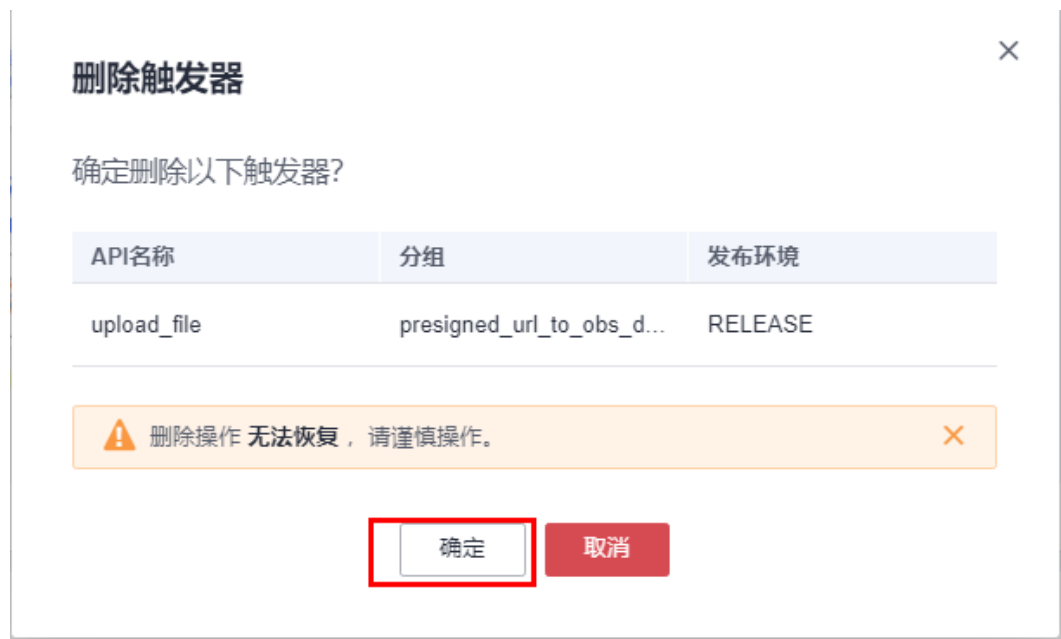 删除触发器
确定删除以下触发器?
API名称 分组 发布环境
upload_file presigned_url_to_obs_d... RELEASE
删除操作 无法恢复 ，请谨慎操作。
确定 取消